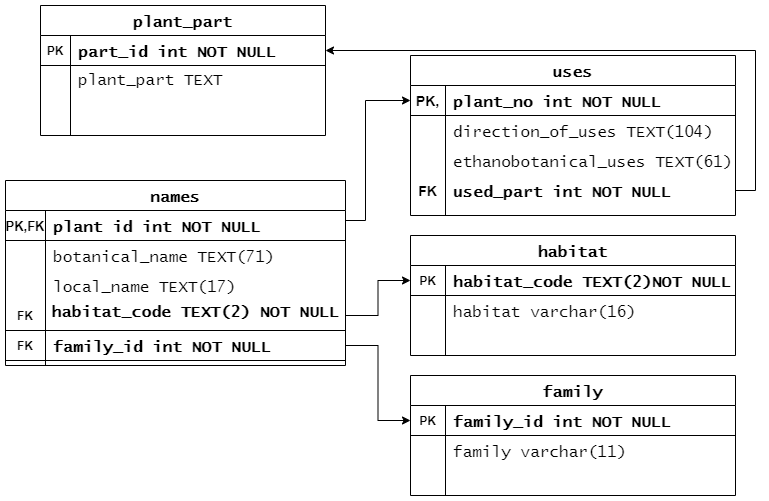 plant_part
PK part_id int NOT NULL
plant_part TEXT
uses
PK, plant_no int NOT NULL
direction_of_uses TEXT(104)
ethanobotanical_uses TEXT(61)
FK used_part int NOT NULL
names
PK,FK plant id int NOT NULL
botanical_name TEXT(71)
local_name TEXT(17)
FK habitat_code TEXT(2) NOT NULL
FK family_id int NOT NULL
habitat
PK habitat_code TEXT(2)NOT NULL
habitat varchar(16)
family
PK family_id int NOT NULL
family varchar(11)